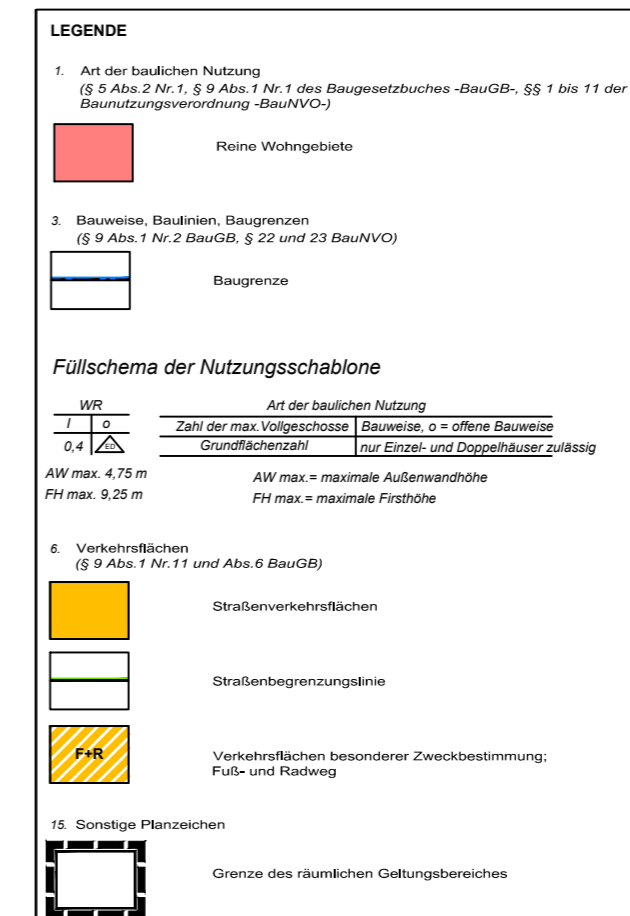 LEGENDE
1. Art der baulichen Nutzung
(§ 5 Abs.2 Nr.1, § 9 Abs.1 Nr.1 des Baugesetzbuches -BauGB-, §§ 1 bis 11 der
Baunutzungsverordnung -BauNVO-)
Reine Wohngebiete
3. Bauweise, Baulinien, Baugrenzen
(§ 9 Abs.1 Nr.2 BauGB, § 22 und 23 BauNVO)
Baugrenze
Füllschema der Nutzungsschablone
WR Art der baulichen Nutzung
I o Zahl der max.Vollgeschosse Bauweise, o = offene Bauweise
0,4 ED Grundflächenzahl nur Einzel- und Doppelhäuser zulässig
AW max. 4,75 m AW max.= maximale Außenwandhöhe
FH max. 9,25 m FH max.= maximale Firsthöhe
6. Verkehrsflächen
(§ 9 Abs.1 Nr.11 und Abs.6 BauGB)
Straßenverkehrsflächen
Straßenbegrenzungslinie
F+R Verkehrsflächen besonderer Zweckbestimmung;
Fuß- und Radweg
15. Sonstige Planzeichen
Grenze des räumlichen Geltungsbereiches